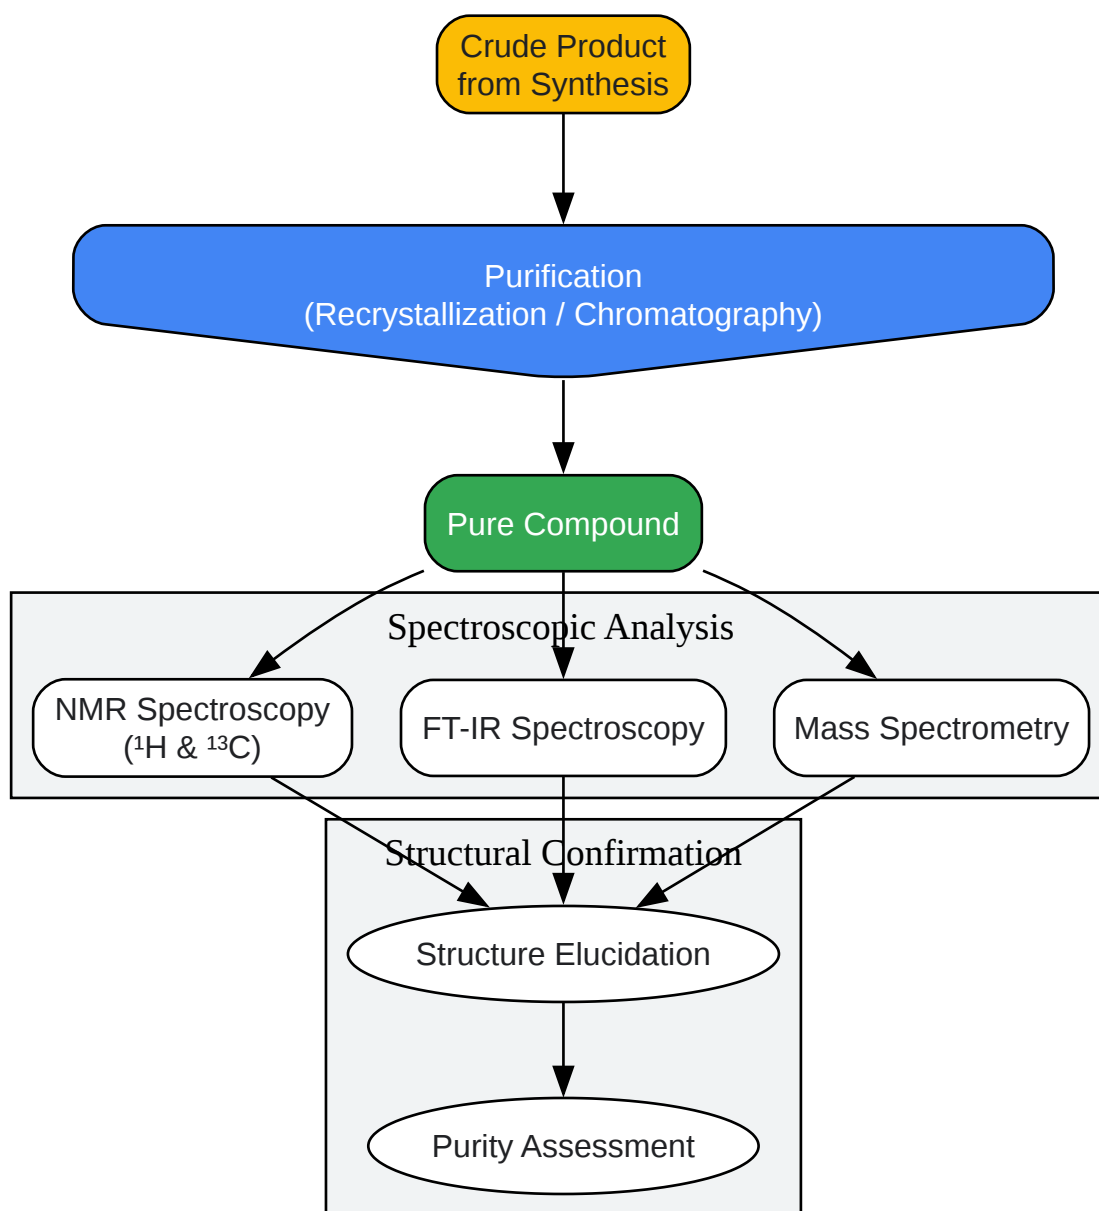 Crude Product
from Synthesis
Purification
(Recrystallization / Chromatography)
Pure Compound
Spectroscopic Analysis
NMR Spectroscopy
(¹H & ¹³C)
FT-IR Spectroscopy
Mass Spectrometry
Structural Confirmation
Structure Elucidation
Purity Assessment